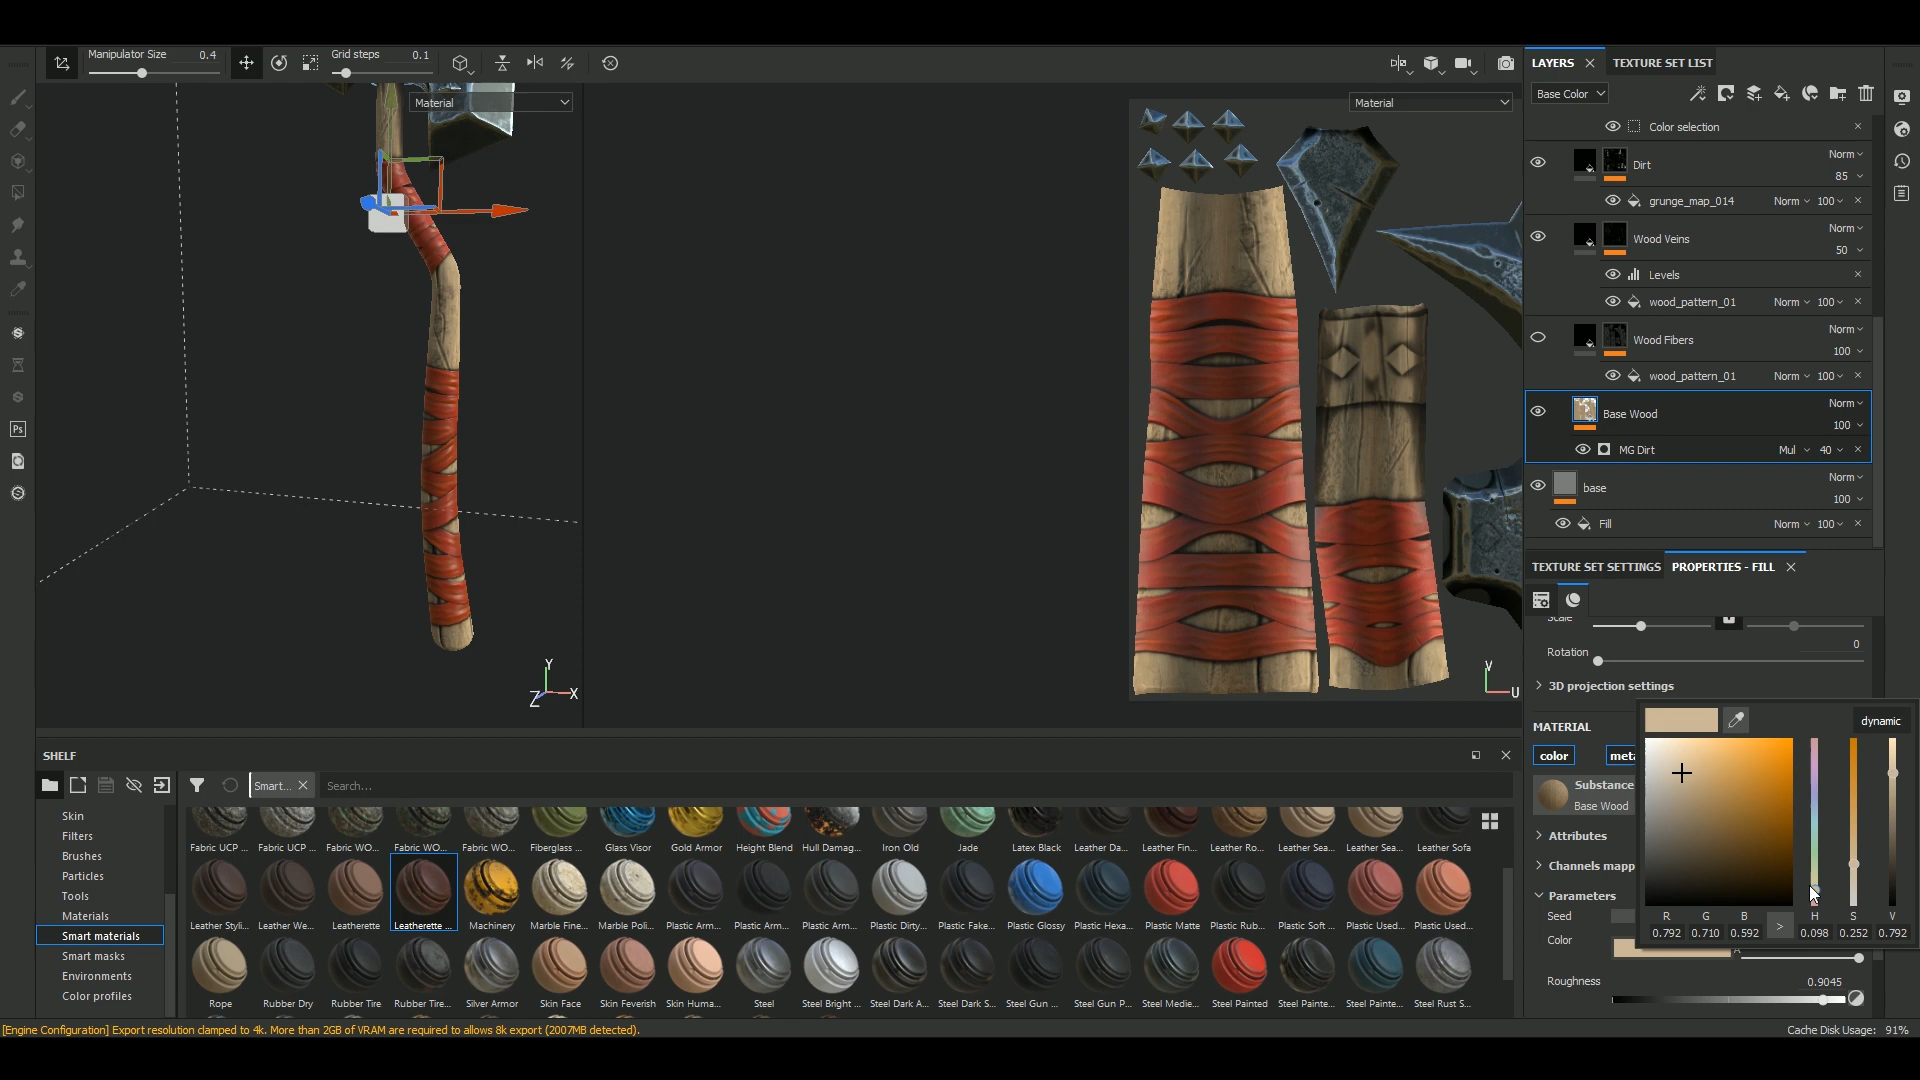 Manipulator Size 0.4
Grid steps 0.1
Material
Material
LAYERS
TEXTURE SET LIST
Base Color
Color selection
Dirt Norm
85
grunge_map_014 Norm 100
Wood Veins Norm
50
Levels
wood_pattern_01 Norm 100
Wood Fibers Norm
100
wood_pattern_01 Norm 100
Base Wood Norm
100
MG Dirt Mul 40
base Norm
100
Fill Norm 100
Ps
Y
Z X
V
U
TEXTURE SET SETTINGS
PROPERTIES - FILL
Scale
Rotation 0
3D projection settings
MATERIAL
color
meta
Substance
Base Wood
Attributes
Channels mapp
Parameters
Seed
Color
Roughness 0.9045
dynamic
R G B > H S V
0.792 0.710 0.592 0.098 0.252 0.792
SHELF
Smart...
Search...
Skin
Filters
Brushes
Particles
Tools
Materials
Smart materials
Smart masks
Environments
Color profiles
Fabric UCP ... Fabric UCP ... Fabric WO... Fabric WO... Fabric WO... Fiberglass ... Glass Visor Gold Armor Height Blend Hull Damag... Iron Old Jade Latex Black Leather Da... Leather Fin... Leather Ro... Leather Sea... Leather Sea... Leather Sofa
Leather Styli... Leather We... Leatherette Leatherette ... Machinery Marble Fine... Marble Poli... Plastic Arm... Plastic Arm... Plastic Arm... Plastic Dirty... Plastic Fake... Plastic Glossy Plastic Hexa... Plastic Matte Plastic Rub... Plastic Soft ... Plastic Used... Plastic Used...
Rope Rubber Dry Rubber Tire Rubber Tire... Silver Armor Skin Face Skin Feverish Skin Huma... Steel Steel Bright ... Steel Dark A... Steel Dark S... Steel Gun ... Steel Gun P... Steel Medie... Steel Painted Steel Painte... Steel Painte... Steel Rust S...
[Engine Configuration] Export resolution clamped to 4k. More than 2GB of VRAM are required to allows 8k export (2007MB detected).
Cache Disk Usage: 91%